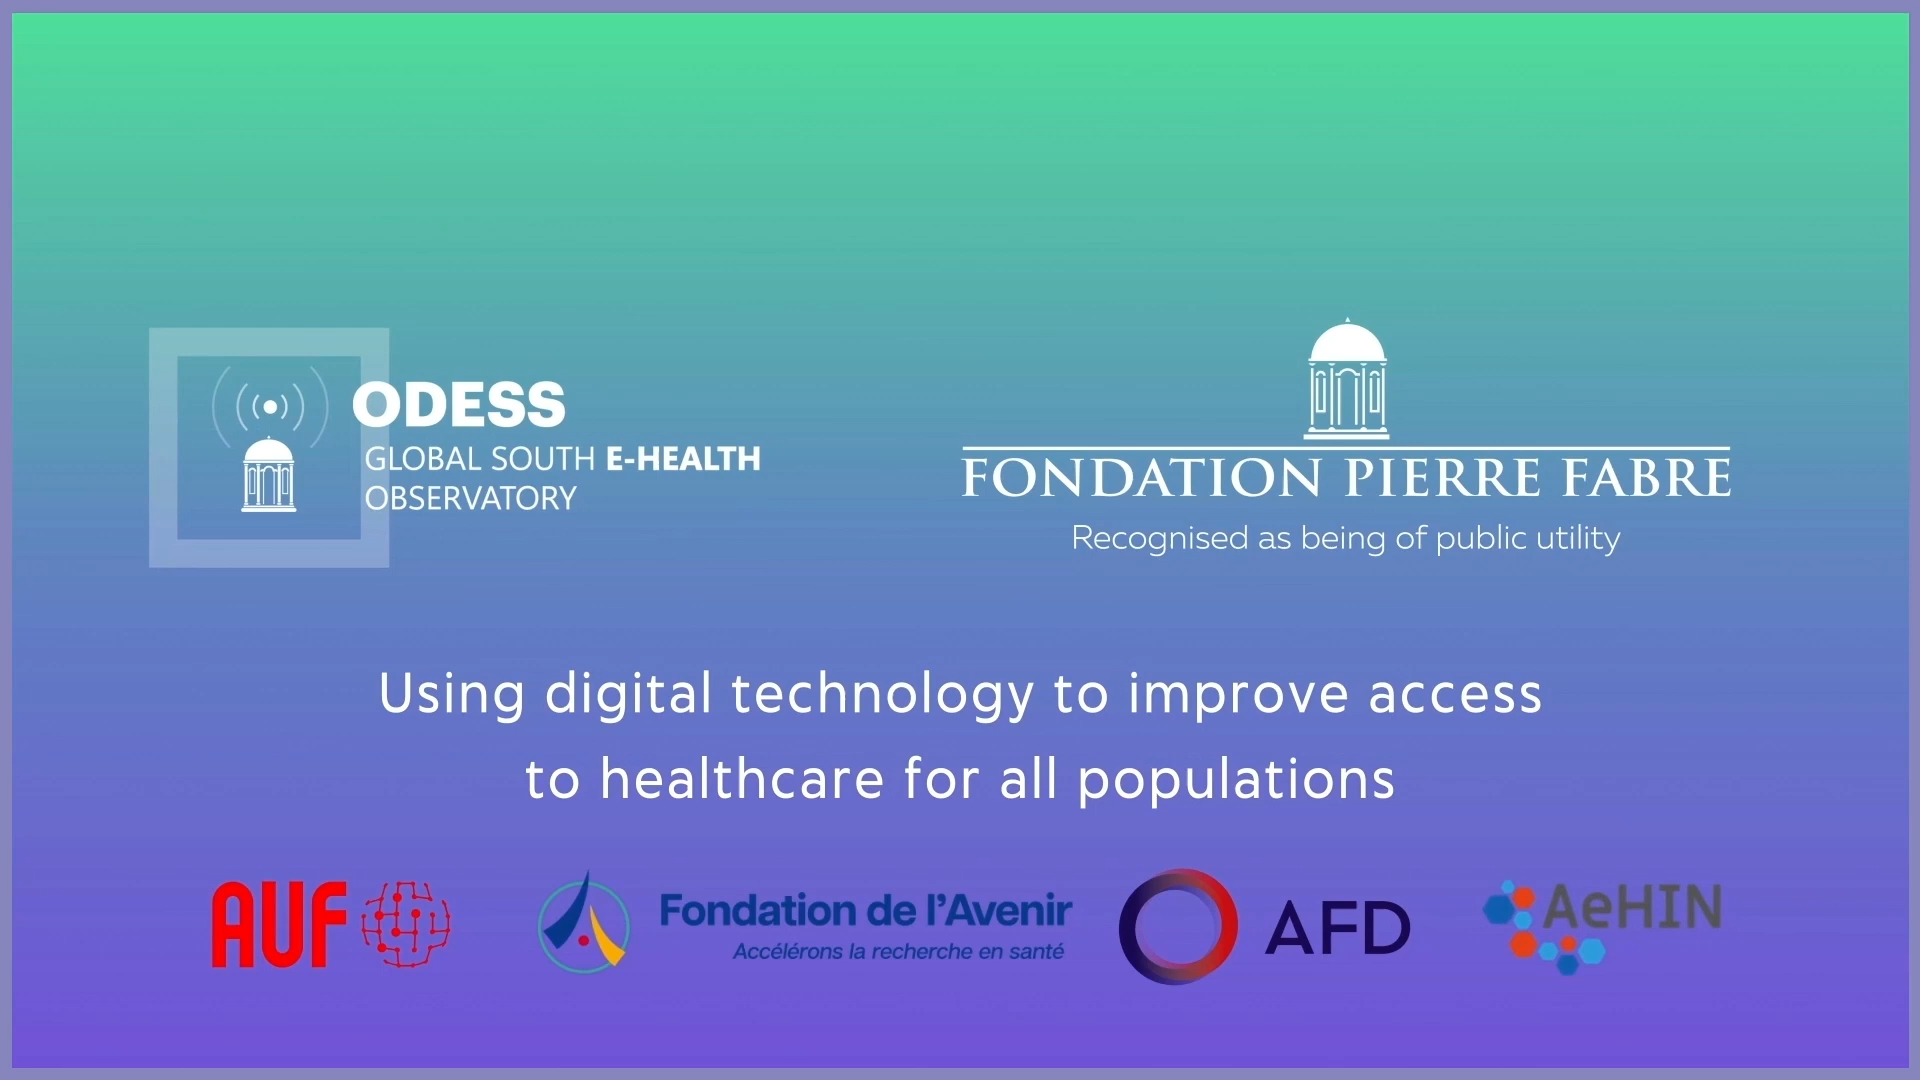 ODESS
GLOBAL SOUTH E-HEALTH
OBSERVATORY
FONDATION PIERRE FABRE
Recognised as being of public utility
Using digital technology to improve access
to healthcare for all populations
AUF
Fondation de l'Avenir
Accélérons la recherche en santé
AFD
AeHIN